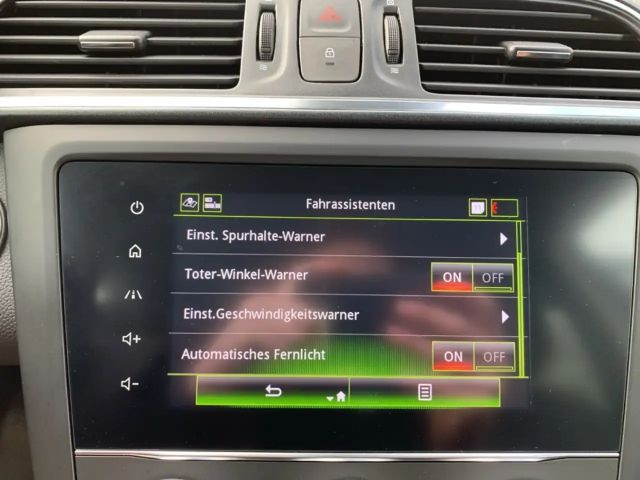 Fahrassistenten
Einst. Spurhalte-Warner
Toter-Winkel-Warner ON OFF
Einst.Geschwindigkeitswarner
Automatisches Fernlicht ON OFF